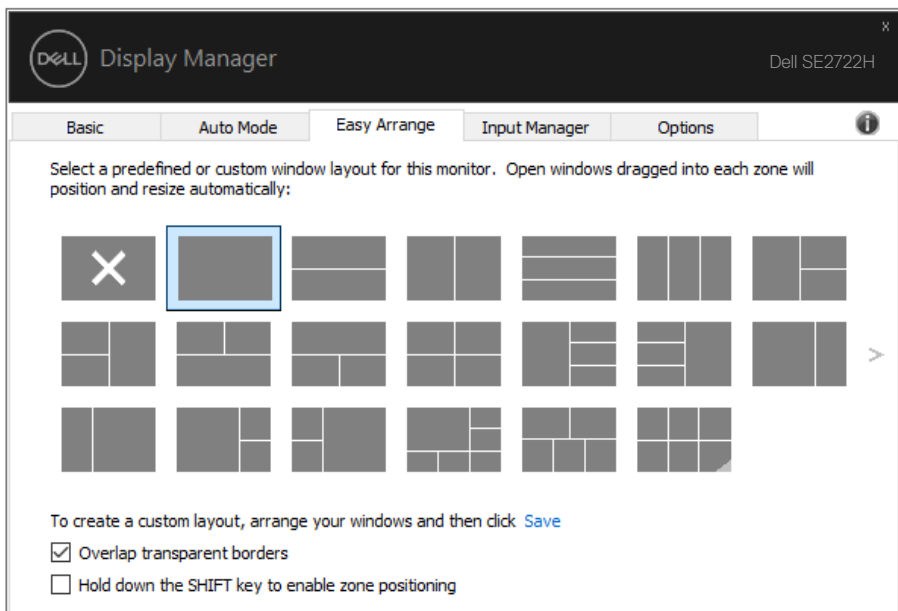 x
DELL Display Manager
Dell SE2722H
Basic Auto Mode Easy Arrange Input Manager Options
Select a predefined or custom window layout for this monitor. Open windows dragged into each zone will
position and resize automatically:
>
To create a custom layout, arrange your windows and then click Save
Overlap transparent borders
Hold down the SHIFT key to enable zone positioning